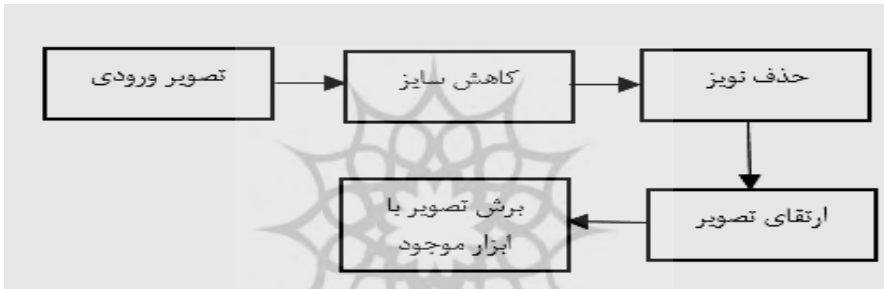 تصویر ورودی
کاهش سایز
حذف نویز
ارتقای تصویر
برش تصویر با
ابزار موجود